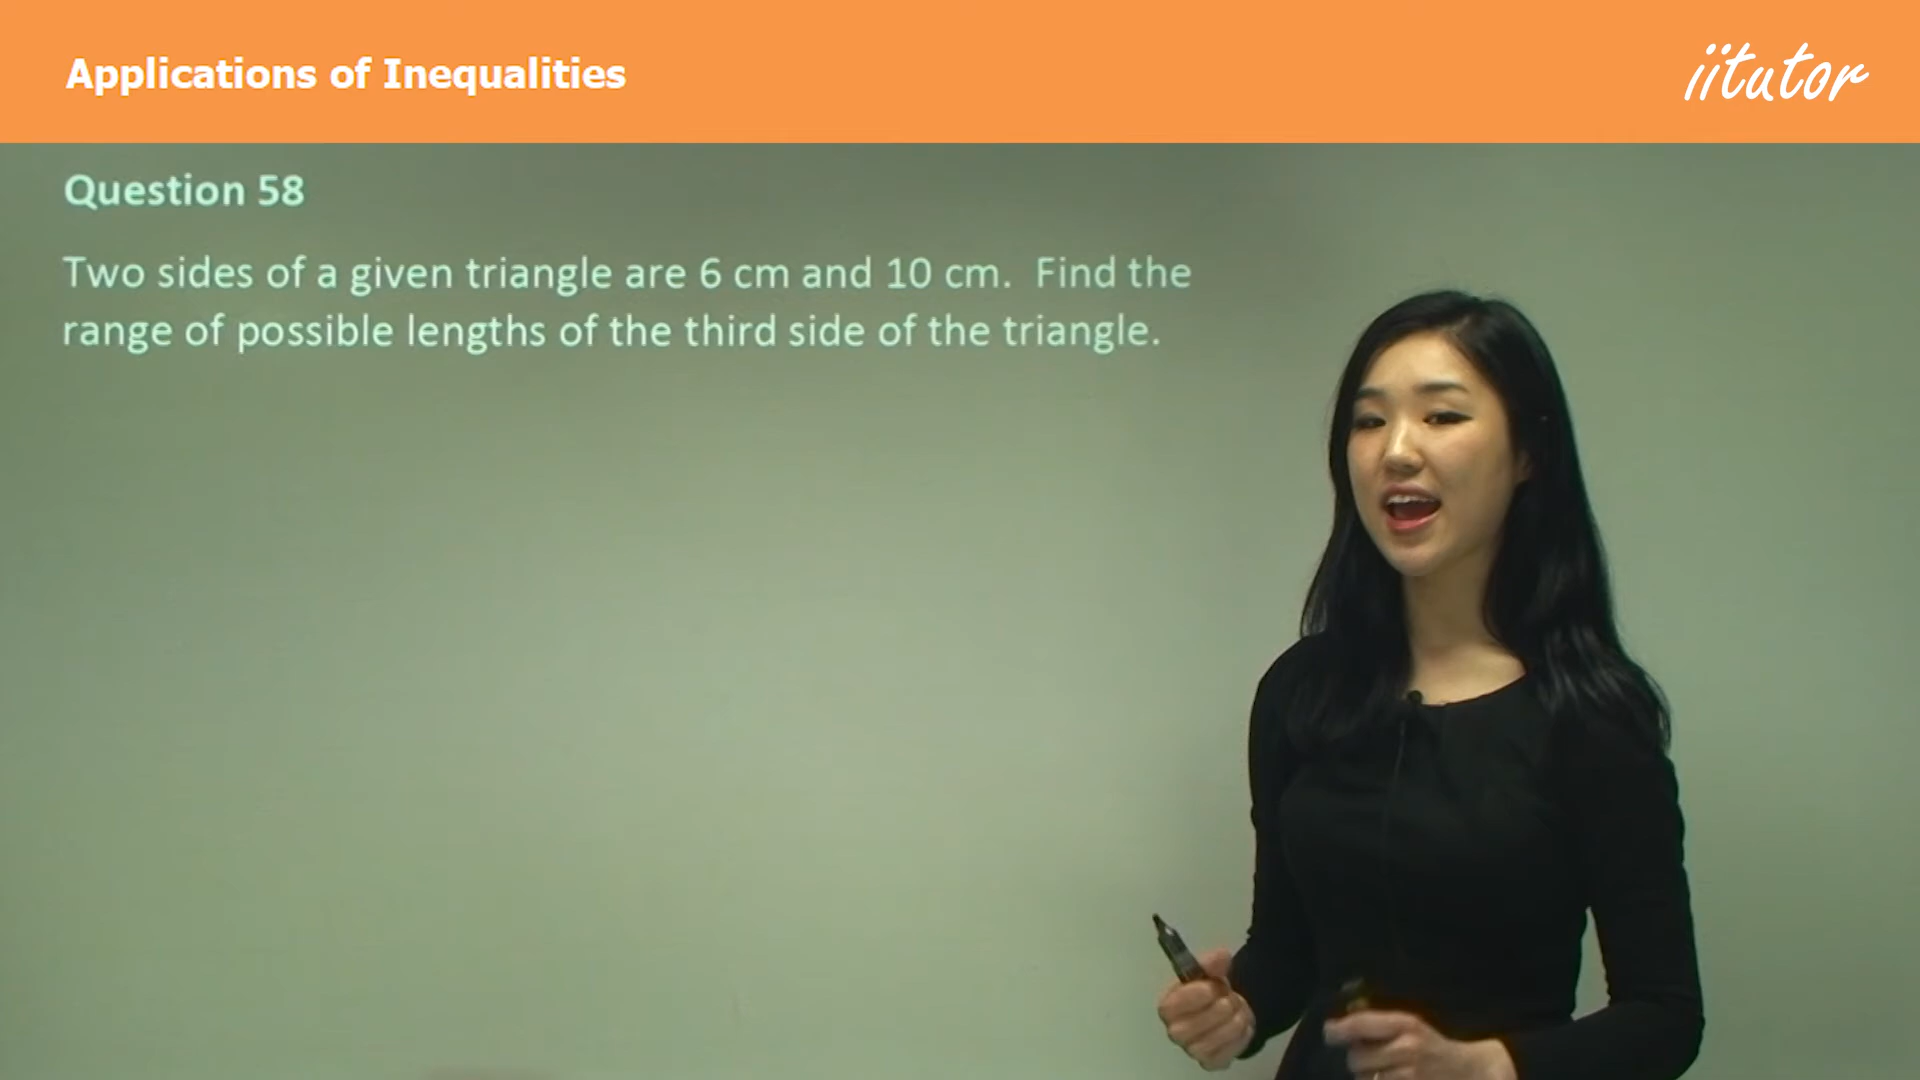 Applications of Inequalities
iitutor
Question 58
Two sides of a given triangle are 6 cm and 10 cm. Find the
range of possible lengths of the third side of the triangle.